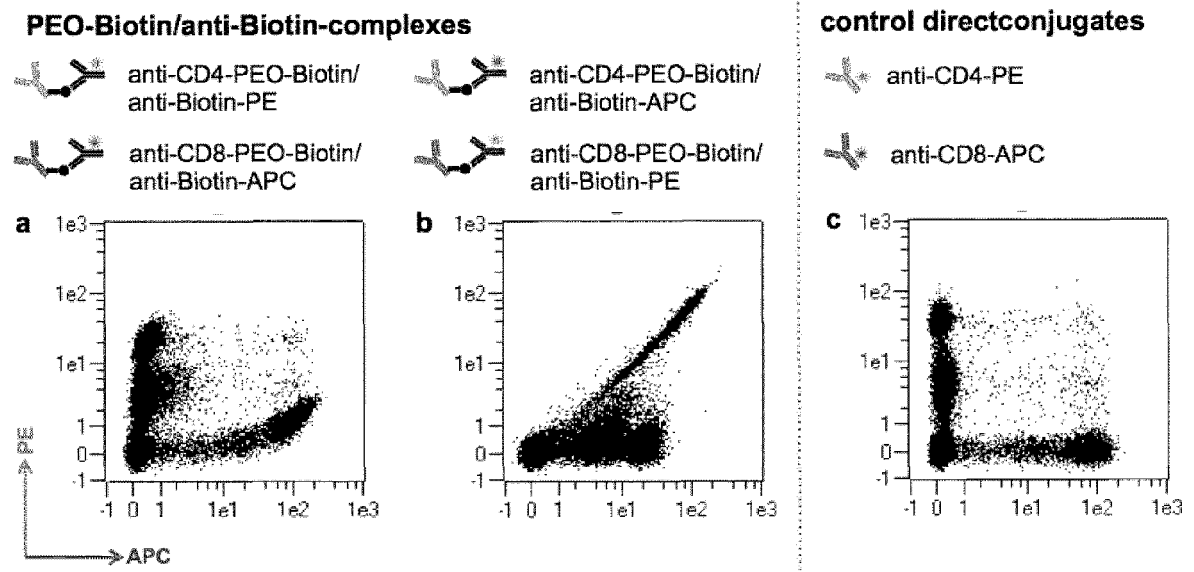 PEO-Biotin/anti-Biotin-complexes
control directconjugates
anti-CD4-PEO-Biotin/
anti-Biotin-PE
anti-CD4-PEO-Biotin/
anti-Biotin-APC
anti-CD4-PE
anti-CD8-PEO-Biotin/
anti-Biotin-APC
anti-CD8-PEO-Biotin/
anti-Biotin-PE
anti-CD8-APC
a
1e3
1e2
1e1
1
0
-1
-1 0 1 1e1 1e2 1e3
b
1e3
1e2
1e1
1
0
-1
-1 0 1 1e1 1e2 1e3
c
1e3
1e2
1e1
1
0
-1
-1 0 1 1e1 1e2 1e3
PE
APC